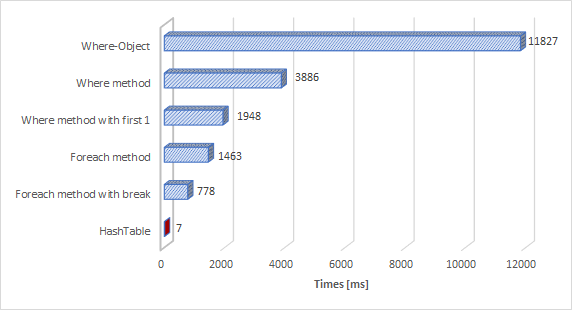 Where-Object 11827
Where method 3886
Where method with first 1 1948
Foreach method 1463
Foreach method with break 778
HashTable 7
0 2000 4000 6000 8000 10000 12000
Times [ms]